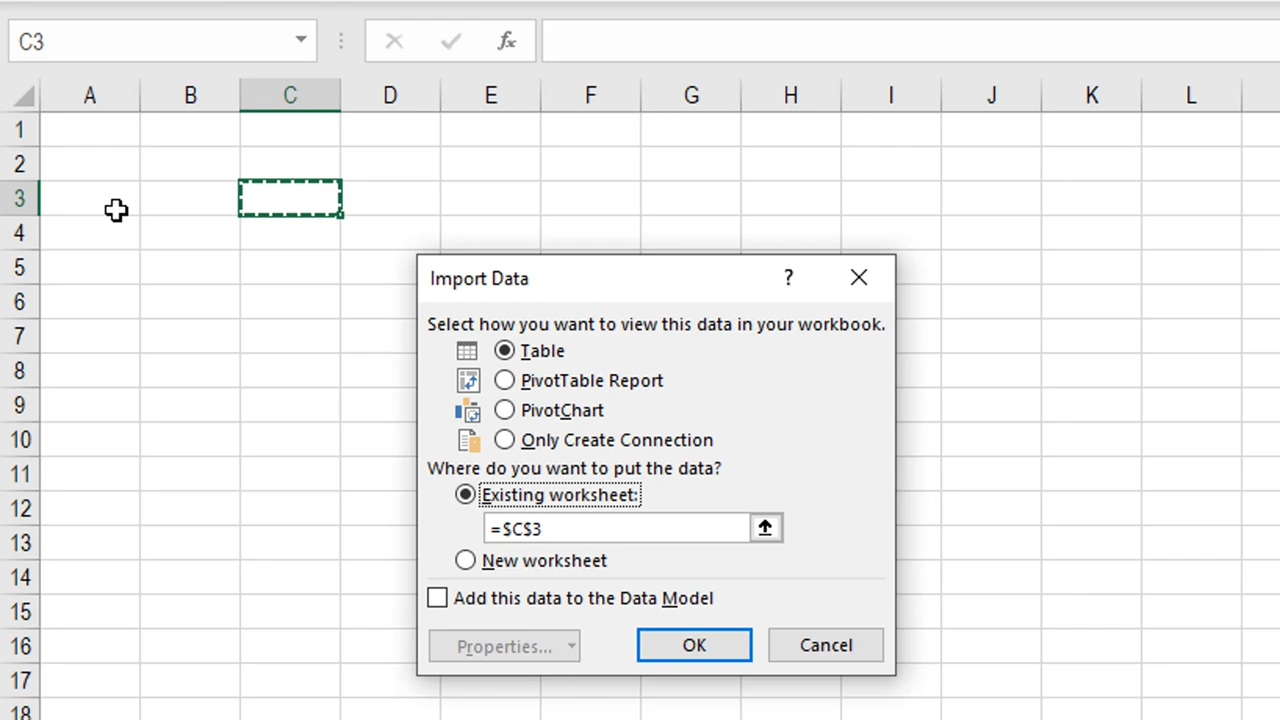 C3
fx
A B C D E F G H I J K L
1
2
3
4
5
6
7
8
9
10
11
12
13
14
15
16
17
18
Import Data ?
Select how you want to view this data in your workbook.
Table
PivotTable Report
PivotChart
Only Create Connection
Where do you want to put the data?
Existing worksheet:
=$C$3
New worksheet
Add this data to the Data Model
Properties...
OK
Cancel